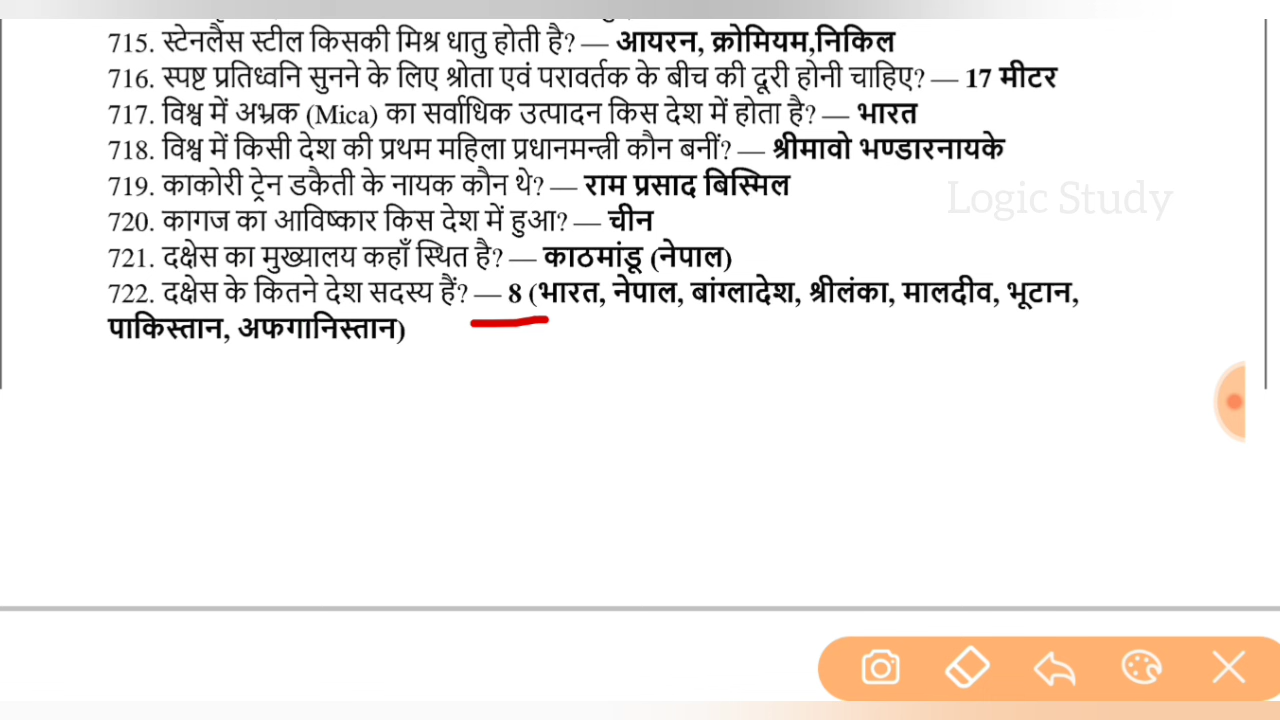 715. स्टेनलैस स्टील किसकी मिश्र धातु होती है? — आयरन, क्रोमियम,निकिल
716. स्पष्ट प्रतिध्वनि सुनने के लिए श्रोता एवं परावर्तक के बीच की दूरी होनी चाहिए? — 17 मीटर
717. विश्व में अभ्रक (Mica) का सर्वाधिक उत्पादन किस देश में होता है? — भारत
718. विश्व में किसी देश की प्रथम महिला प्रधानमन्त्री कौन बनीं? — श्रीमावो भण्डारनायके
719. काकोरी ट्रेन डकैती के नायक कौन थे? — राम प्रसाद बिस्मिल
Logic Study
720. कागज का आविष्कार किस देश में हुआ? — चीन
721. दक्षेस का मुख्यालय कहाँ स्थित है? — काठमांडू (नेपाल)
722. दक्षेस के कितने देश सदस्य हैं? — 8 (भारत, नेपाल, बांग्लादेश, श्रीलंका, मालदीव, भूटान,
पाकिस्तान, अफगानिस्तान)